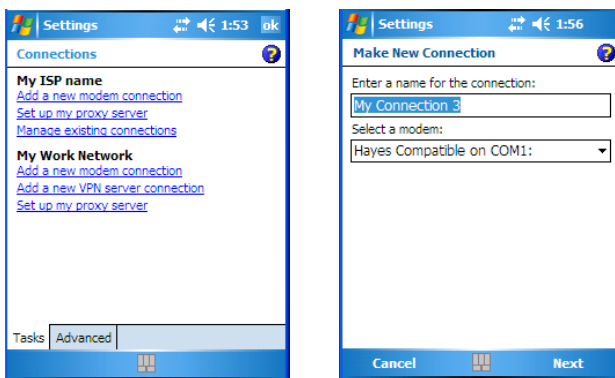 Settings 1:53 ok
Connections
My ISP name
Add a new modem connection
Set up my proxy server
Manage existing connections
My Work Network
Add a new modem connection
Add a new VPN server connection
Set up my proxy server
Tasks Advanced
Settings 1:56
Make New Connection
Enter a name for the connection:
My Connection 3
Select a modem:
Hayes Compatible on COM1:
Cancel Next